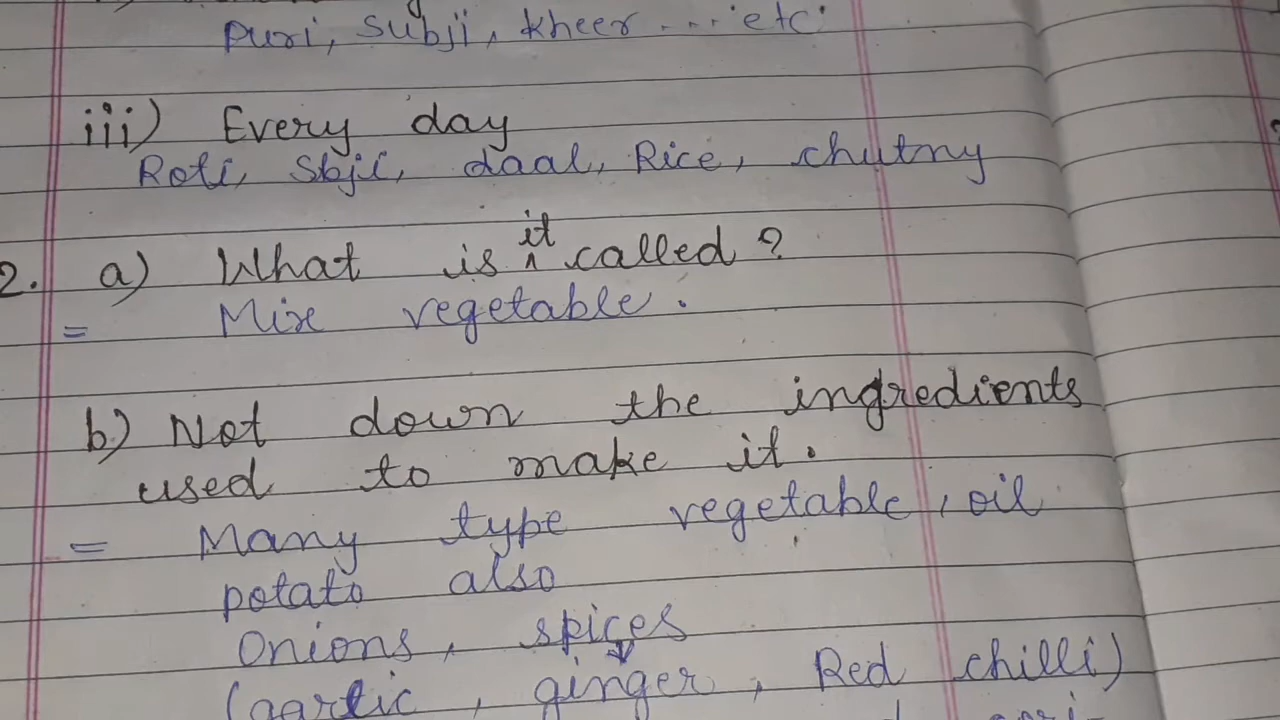 puri, subji, kheer ... etc.
iii) Every day
Roti, Sbji, daal, Rice, chutny
2. a) What is it called?
= Mix vegetable.
b) Not down the ingredients
used to make it.
= Many type vegetable, oil
potato also
Onions, spices
(garlic, ginger, Red chilli)